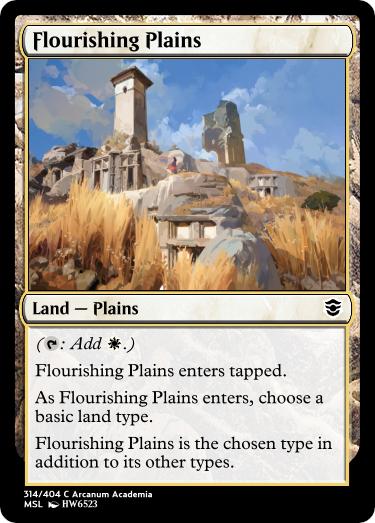 Flourishing Plains
Land — Plains
(: Add .)
Flourishing Plains enters tapped.
As Flourishing Plains enters, choose a
basic land type.
Flourishing Plains is the chosen type in
addition to its other types.
314/404 C Arcanum Academia
MSL HW6523